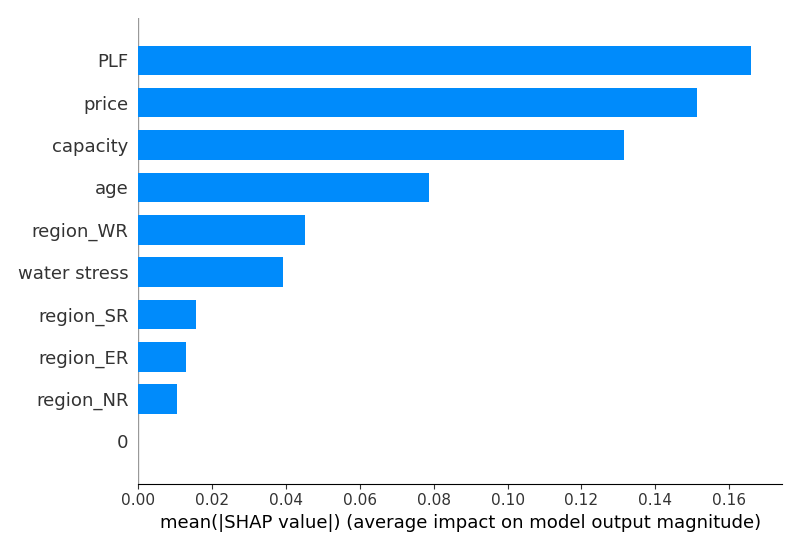 PLF
price
capacity
age
region_WR
water stress
region_SR
region_ER
region_NR
0
0.00 0.02 0.04 0.06 0.08 0.10 0.12 0.14 0.16
mean(|SHAP value|) (average impact on model output magnitude)